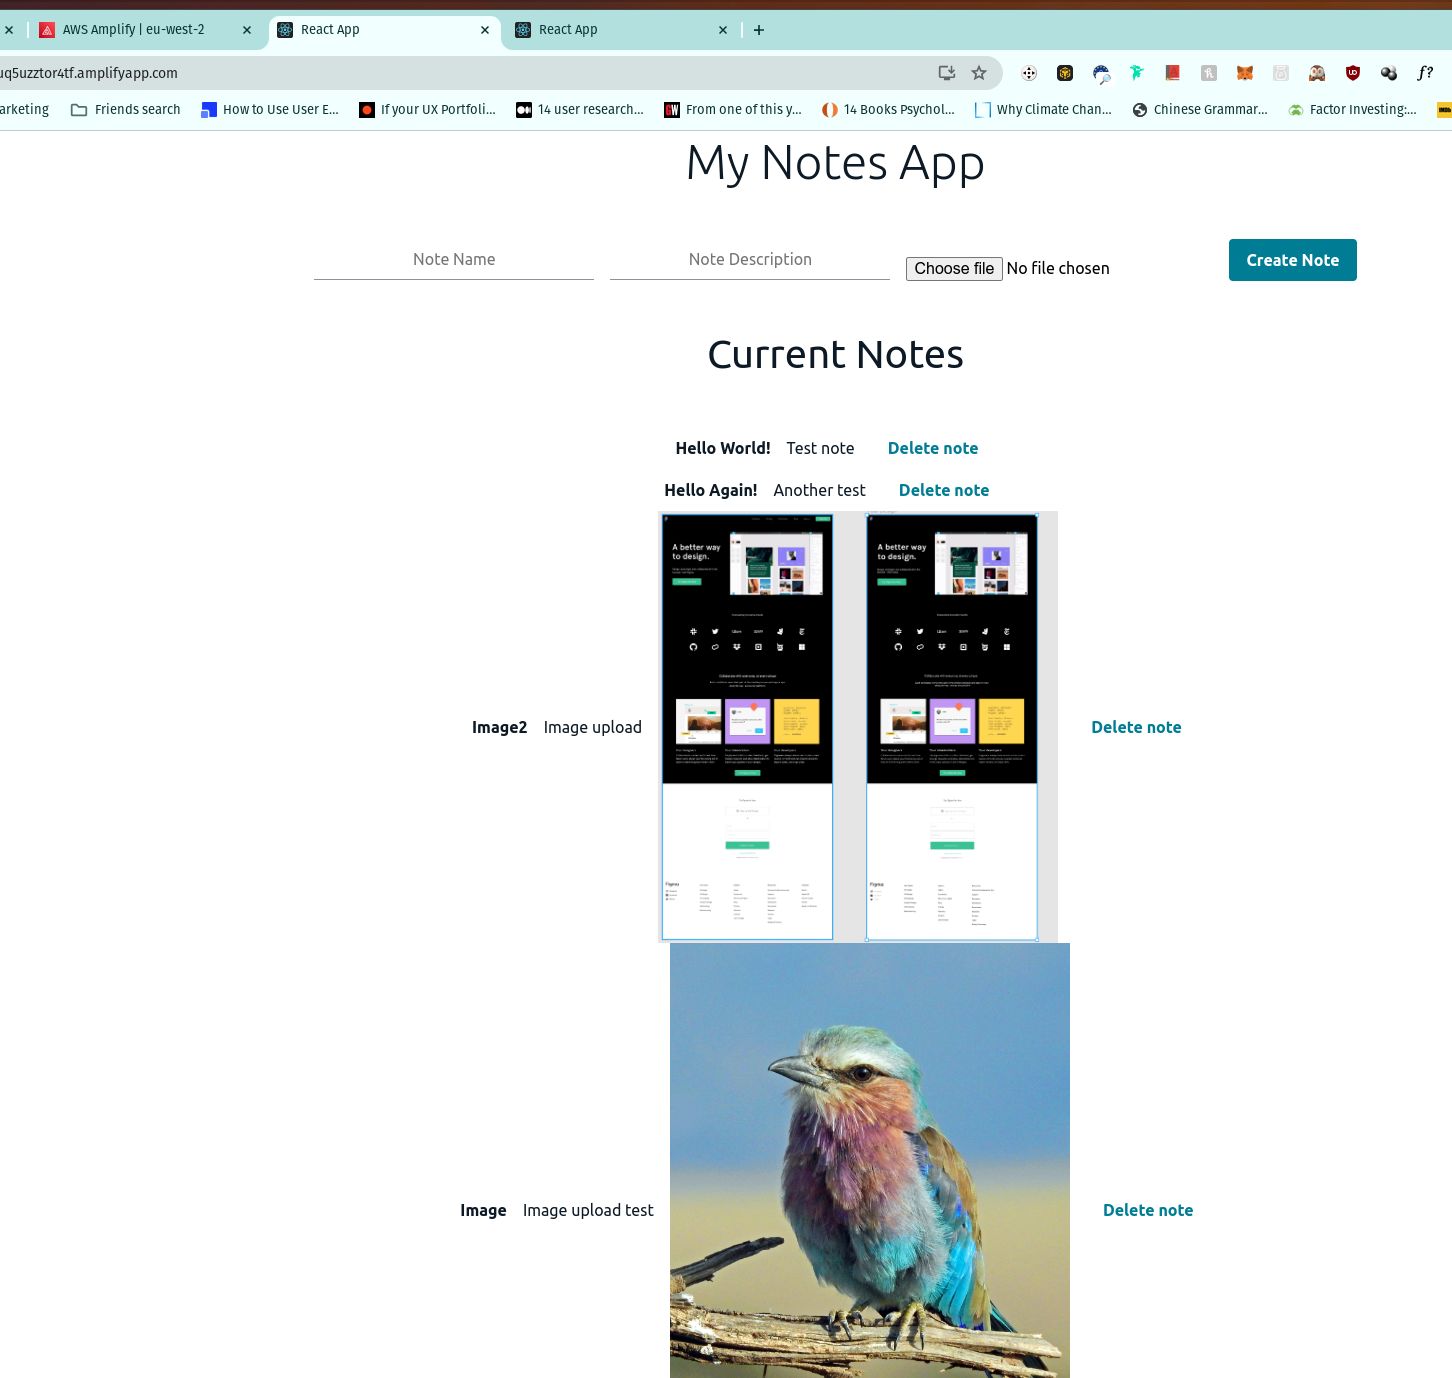 AWS Amplify | eu-west-2
React App
React App
uq5uzztor4tf.amplifyapp.com
arketing
Friends search
How to Use User E...
If your UX Portfoli...
14 user research...
From one of this y...
14 Books Psychol...
Why Climate Chan...
Chinese Grammar...
Factor Investing:...
My Notes App
Note Name
Note Description
Choose file No file chosen
Create Note
Current Notes
Hello World! Test note Delete note
Hello Again! Another test Delete note
A better way
to design.
A better way
to design.
Image2 Image upload Delete note
Figma
Figma
Image Image upload test Delete note